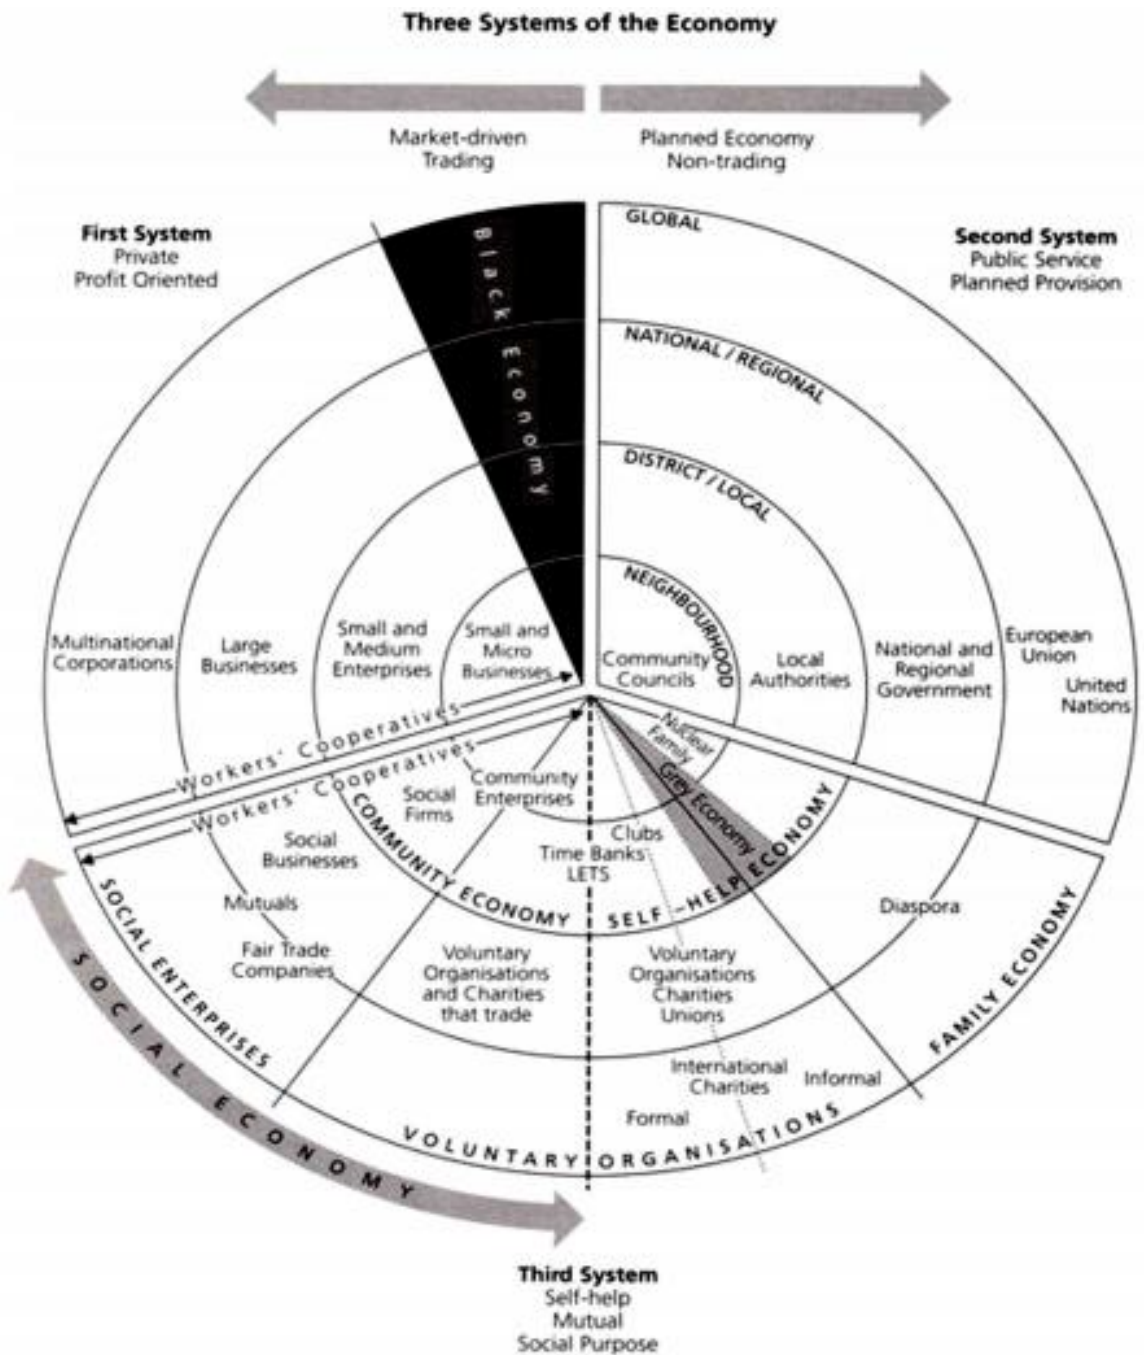 Three Systems of the Economy
Market-driven
Trading
Planned Economy
Non-trading
First System
Private
Profit Oriented
Second System
Public Service
Planned Provision
Black Economy
GLOBAL
NATIONAL / REGIONAL
DISTRICT / LOCAL
NEIGHBOURHOOD
Multinational
Corporations
Large
Businesses
Small and
Medium
Enterprises
Small and
Micro
Businesses
Community
Councils
Local
Authorities
National and
Regional
Government
European
Union
United
Nations
Workers' Cooperatives
Workers' Cooperatives
Nuclear
Family
Grey Economy
Community
Enterprises
Social
Firms
Social
Businesses
Mutuals
Fair Trade
Companies
COMMUNITY ECONOMY
Clubs
Time Banks
LETS
SELF-HELP ECONOMY
Diaspora
Voluntary
Organisations
and Charities
that trade
Voluntary
Organisations
Charities
Unions
International
Charities
Informal
Formal
SOCIAL ENTERPRISES
VOLUNTARY ORGANISATIONS
FAMILY ECONOMY
SOCIAL ECONOMY
Third System
Self-help
Mutual
Social Purpose